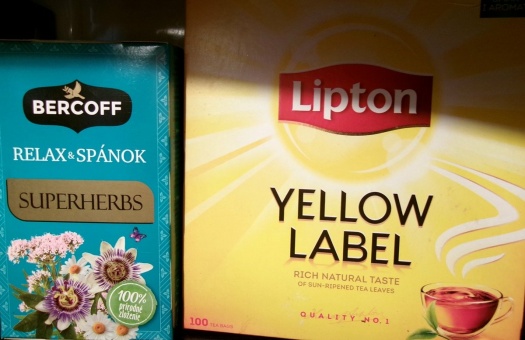 BERCOFF
RELAX & SPÁNOK
SUPERHERBS
100%
prírodné
zloženie
Lipton
YELLOW
LABEL
RICH NATURAL TASTE
OF SUN-RIPENED TEA LEAVES
QUALITY NO.1
100 TEA BAGS